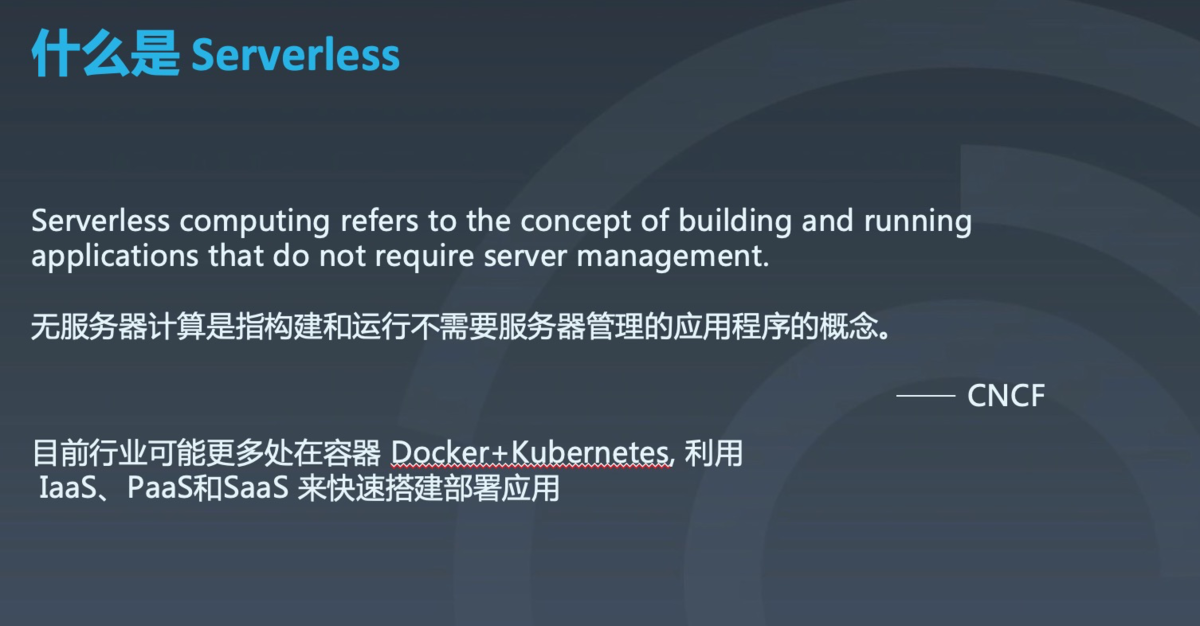 什么是 Serverless
Serverless computing refers to the concept of building and running
applications that do not require server management.
无服务器计算是指构建和运行不需要服务器管理的应用程序的概念。
—— CNCF
目前行业可能更多处在容器 Docker+Kubernetes, 利用
IaaS、PaaS和SaaS 来快速搭建部署应用